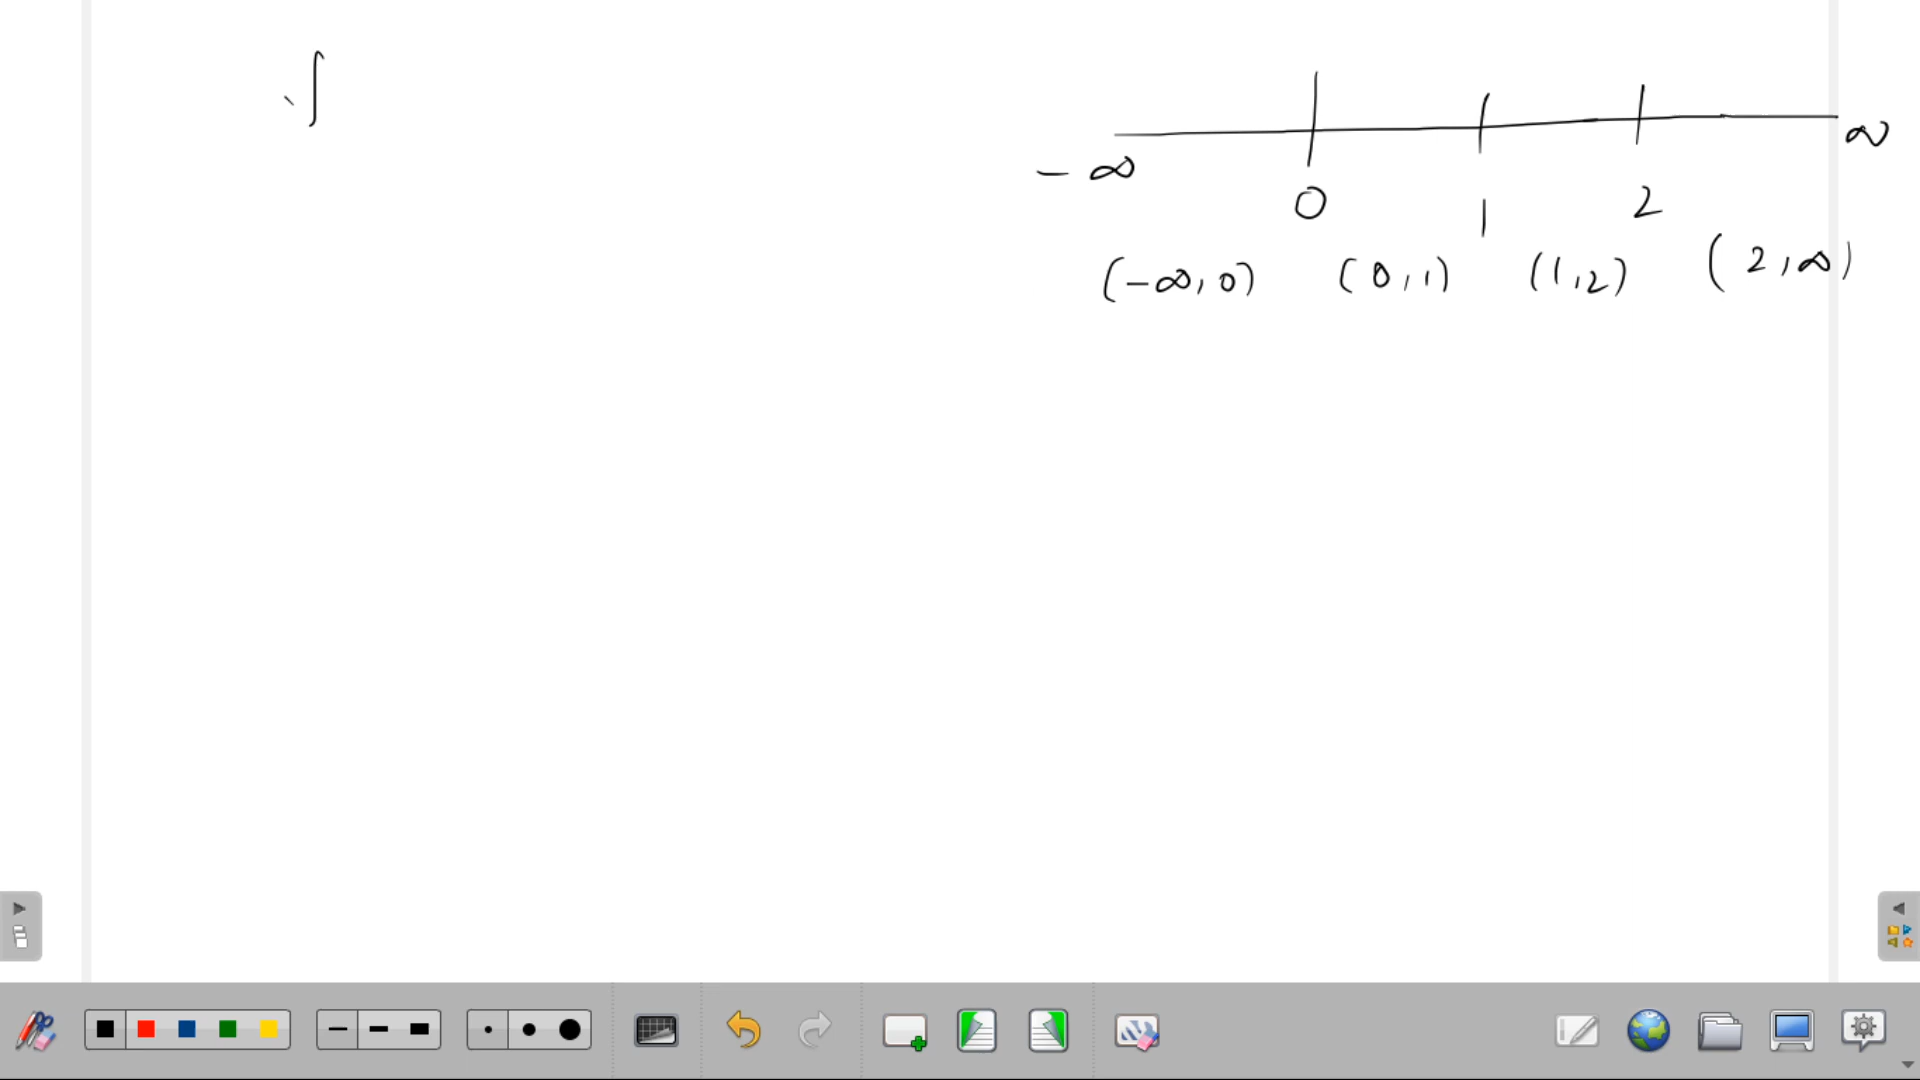 ∫
-∞ 0 1 2 ∞
(-∞, 0) (0, 1) (1, 2) (2, ∞)